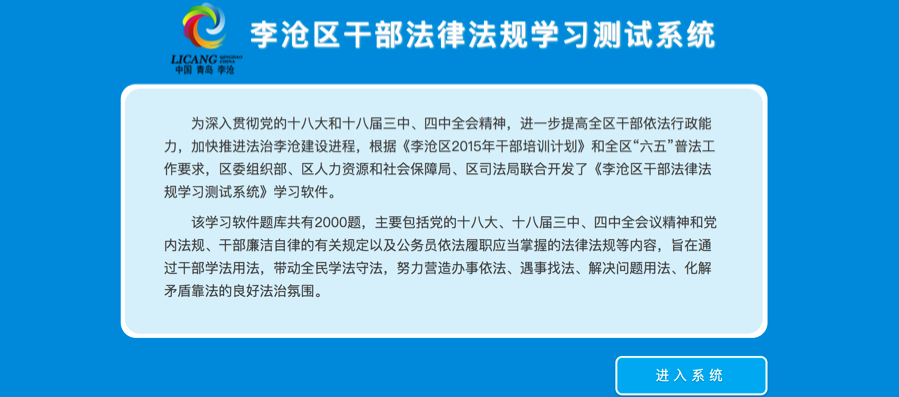 李沧区干部法律法规学习测试系统
LICANG QINGDAO CHINA
中国 青岛 李沧
为深入贯彻党的十八大和十八届三中、四中全会精神，进一步提高全区干部依法行政能
力，加快推进法治李沧建设进程，根据《李沧区2015年干部培训计划》和全区“六五”普法工
作要求，区委组织部、区人力资源和社会保障局、区司法局联合开发了《李沧区干部法律法
规学习测试系统》学习软件。
该学习软件题库共有2000题，主要包括党的十八大、十八届三中、四中全会议精神和党
内法规、干部廉洁自律的有关规定以及公务员依法履职应当掌握的法律法规等内容，旨在通
过干部学法用法，带动全民学法守法，努力营造办事依法、遇事找法、解决问题用法、化解
矛盾靠法的良好法治氛围。
进入系统